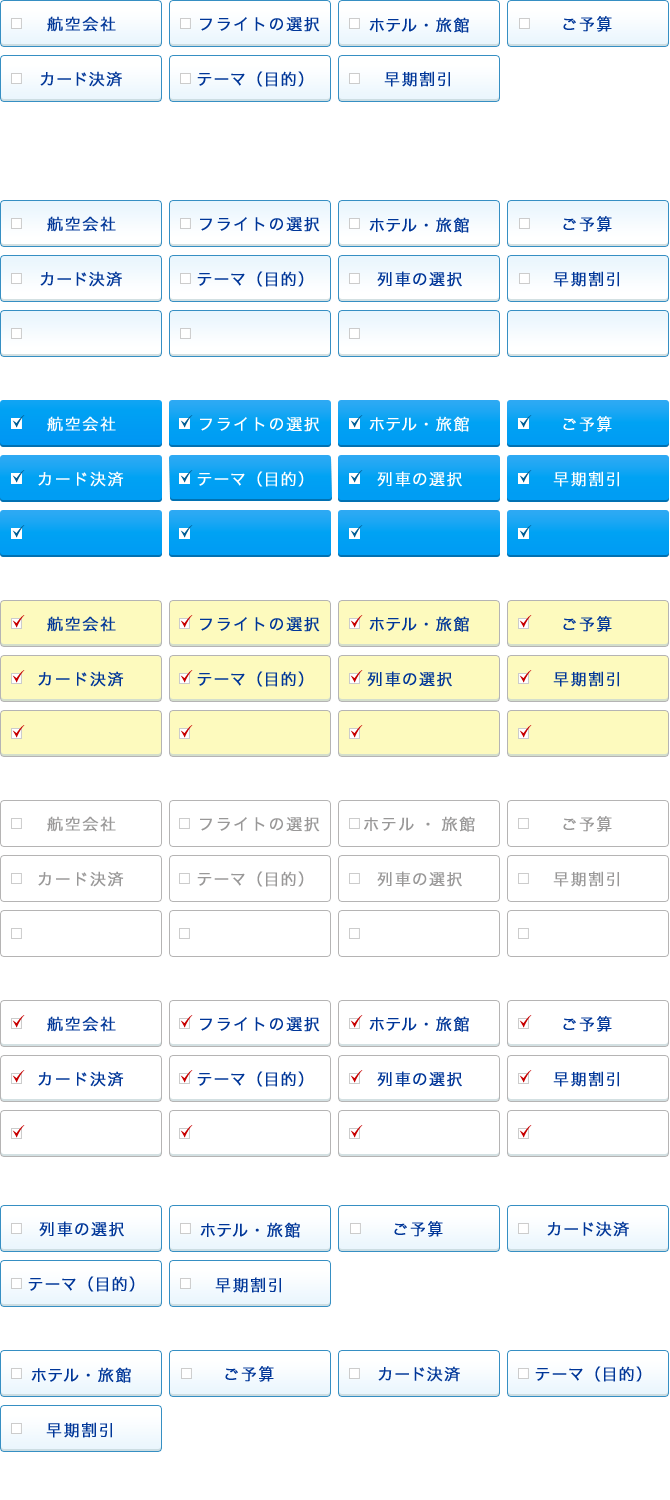 航空会社 フライトの選択 ホテル・旅館 ご予算
カード決済 テーマ（目的） 早期割引
航空会社 フライトの選択 ホテル・旅館 ご予算
カード決済 テーマ（目的） 列車の選択 早期割引
航空会社 フライトの選択 ホテル・旅館 ご予算
カード決済 テーマ（目的） 列車の選択 早期割引
航空会社 フライトの選択 ホテル・旅館 ご予算
カード決済 テーマ（目的） 列車の選択 早期割引
航空会社 フライトの選択 ホテル ・ 旅館 ご予算
カード決済 テーマ（目的） 列車の選択 早期割引
航空会社 フライトの選択 ホテル・旅館 ご予算
カード決済 テーマ（目的） 列車の選択 早期割引
列車の選択 ホテル・旅館 ご予算 カード決済
テーマ（目的） 早期割引
ホテル・旅館 ご予算 カード決済 テーマ（目的）
早期割引